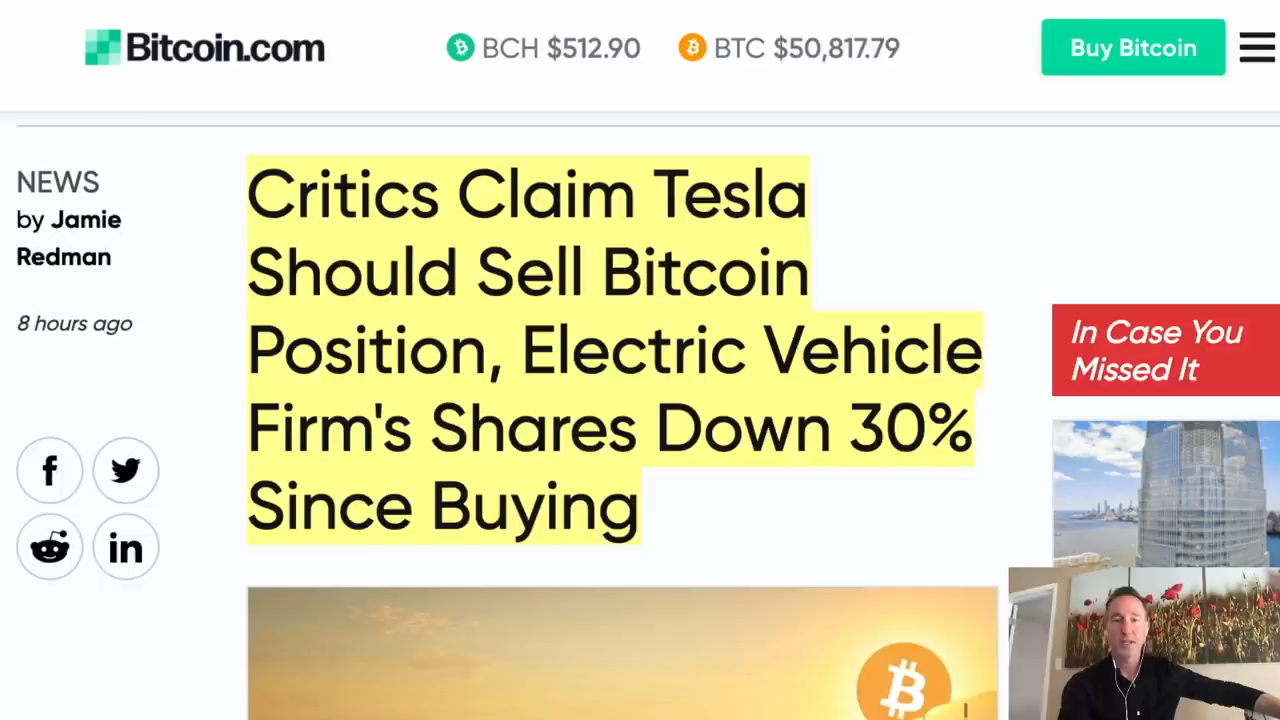 Bitcoin.com
BCH $512.90
BTC $50,817.79
Buy Bitcoin
NEWS
by Jamie
Redman
8 hours ago
Critics Claim Tesla
Should Sell Bitcoin
Position, Electric Vehicle
Firm's Shares Down 30%
Since Buying
In Case You
Missed It